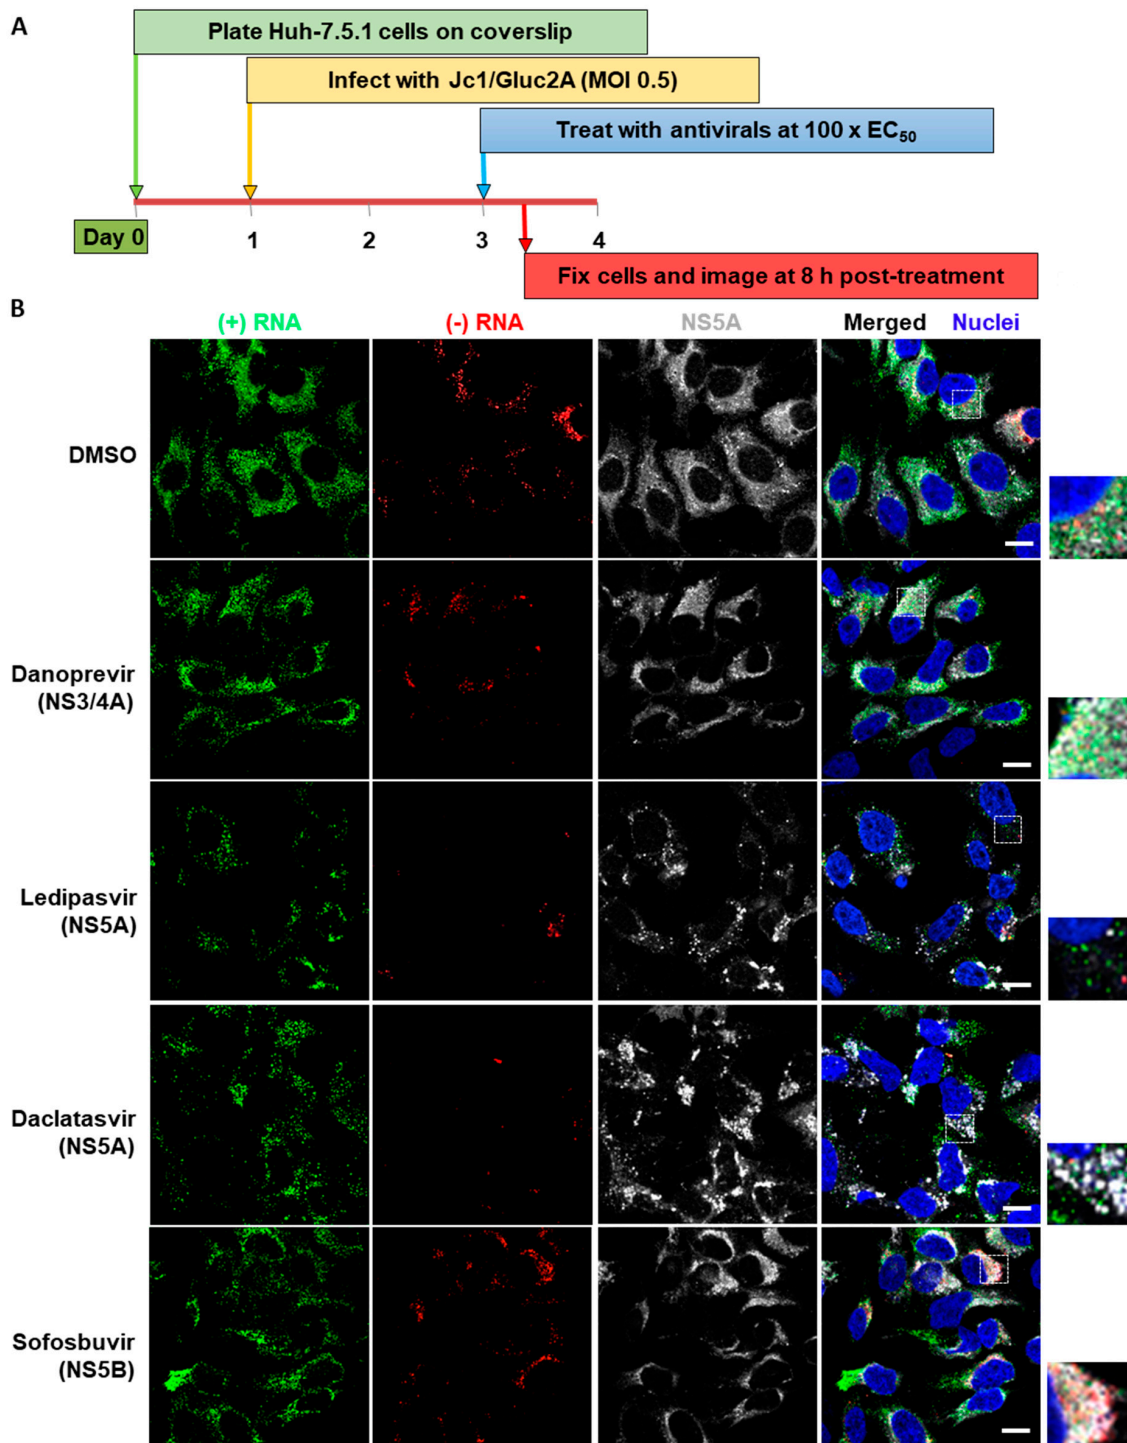 A
Plate Huh-7.5.1 cells on coverslip
Infect with Jc1/Gluc2A (MOI 0.5)
Treat with antivirals at 100 x EC50
Day 0 1 2 3 4
Fix cells and image at 8 h post-treatment
B
(+) RNA (-) RNA NS5A Merged Nuclei
DMSO
Danoprevir
(NS3/4A)
Ledipasvir
(NS5A)
Daclatasvir
(NS5A)
Sofosbuvir
(NS5B)